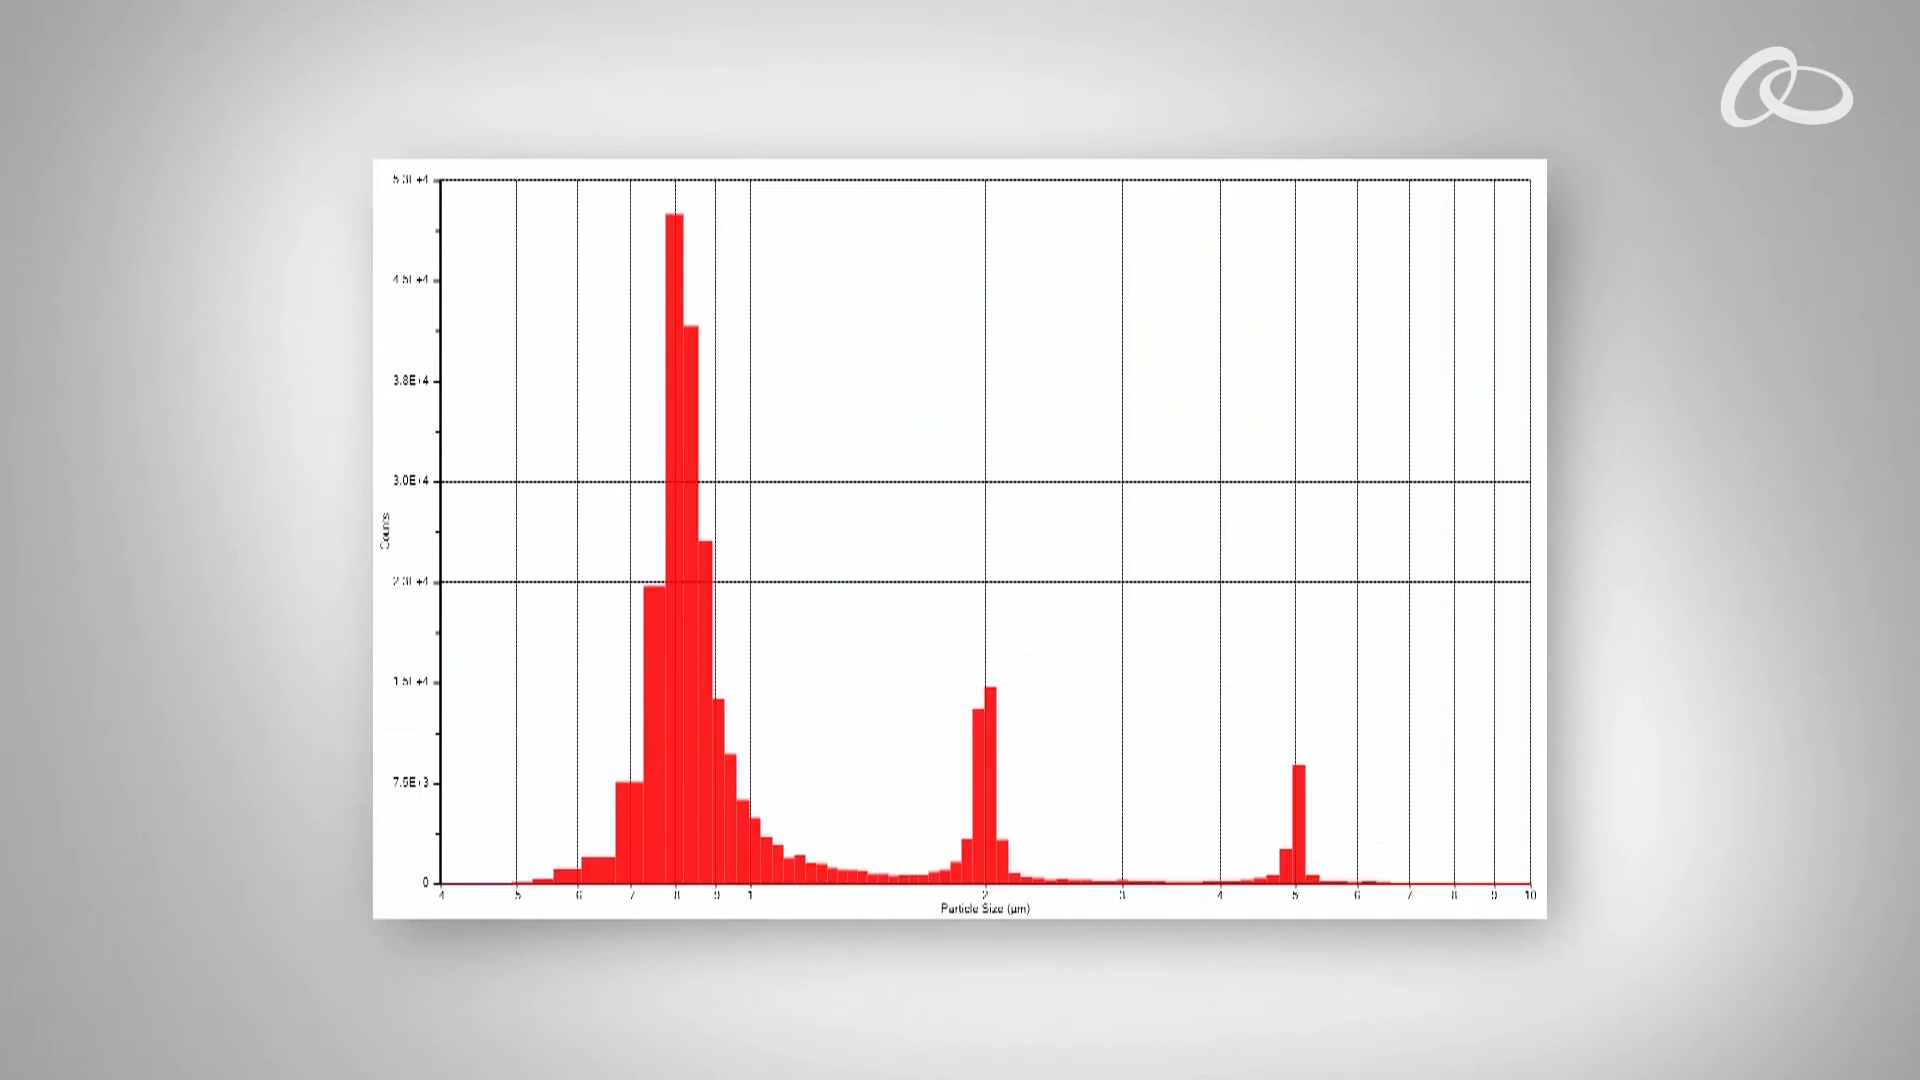 3.8E+4
3.0E+4
Counts
7.5E+3
0
4 5 6 7 8 9 1 2 3 4 5 6 7 8 9 10
Particle Size (µm)